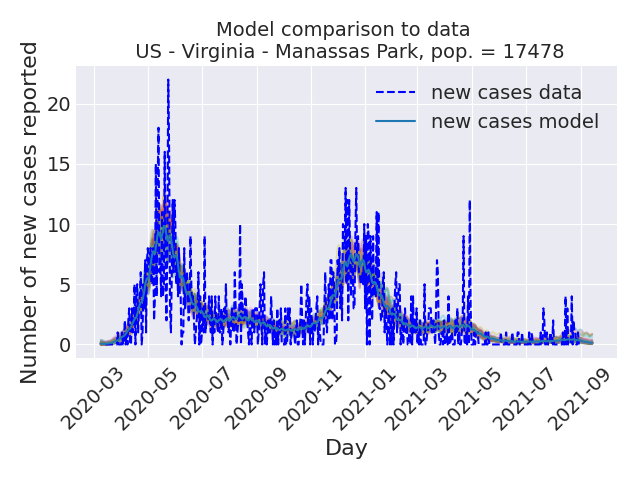 Model comparison to data
US - Virginia - Manassas Park, pop. = 17478
Number of new cases reported
20
15
10
5
0
new cases data
new cases model
2020-03
2020-05
2020-07
2020-09
2020-11
2021-01
2021-03
2021-05
2021-07
2021-09
Day